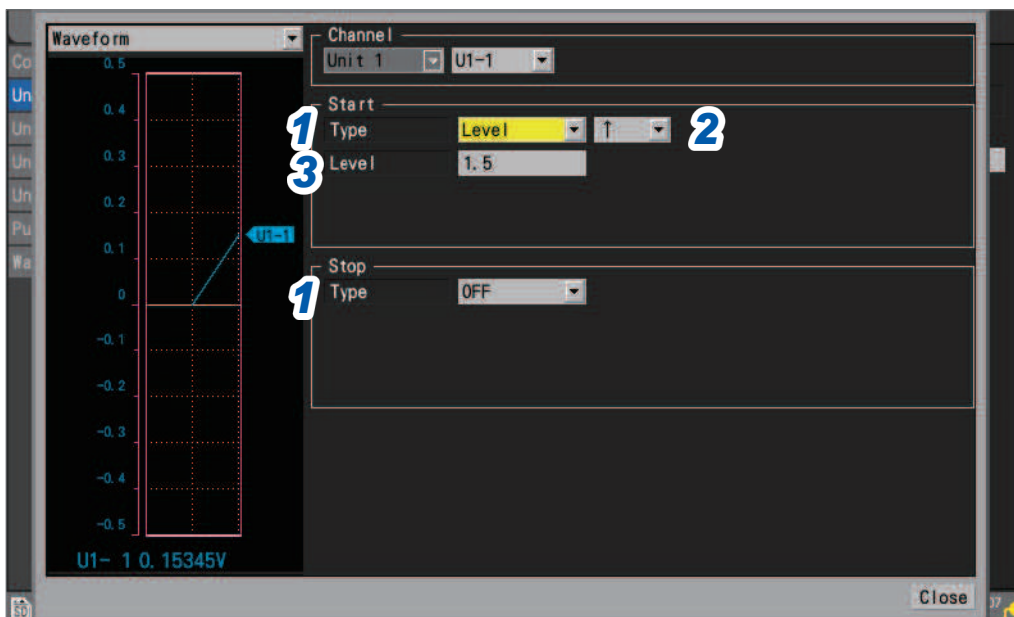 Waveform
Channel
Unit 1 U1-1
0.5
0.4
0.3
0.2
0.1
0
-0.1
-0.2
-0.3
-0.4
-0.5
U1-1
U1- 1 0.15345V
Start
1 Type Level ↑ 2
3 Level 1.5
Stop
1 Type OFF
Close
Co
Un
Un
Un
Un
Pu
Wa
SD
07